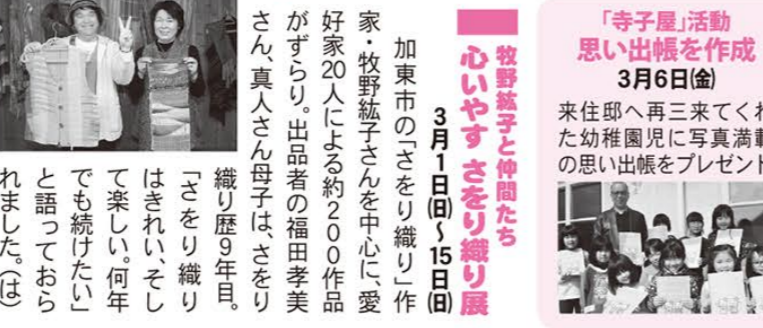 「寺子屋」活動
思い出帳を作成
3月6日㈮
来住邸へ再三来てくれ
た幼稚園児に写真満載
の思い出帳をプレゼント
牧野紘子と仲間たち
心いやす さをり織り展
3月1日㈰～15日㈰
加東市の「さをり織り」作
家・牧野紘子さんを中心に、愛
好家20人による約200作品
がずらり。出品者の福田孝美
さん、真人さん母子は、さをり
織り歴9年目。
「さをり織り
はきれい、そし
て楽しい。何年
でも続けたい」
と語っておら
れました。(は)